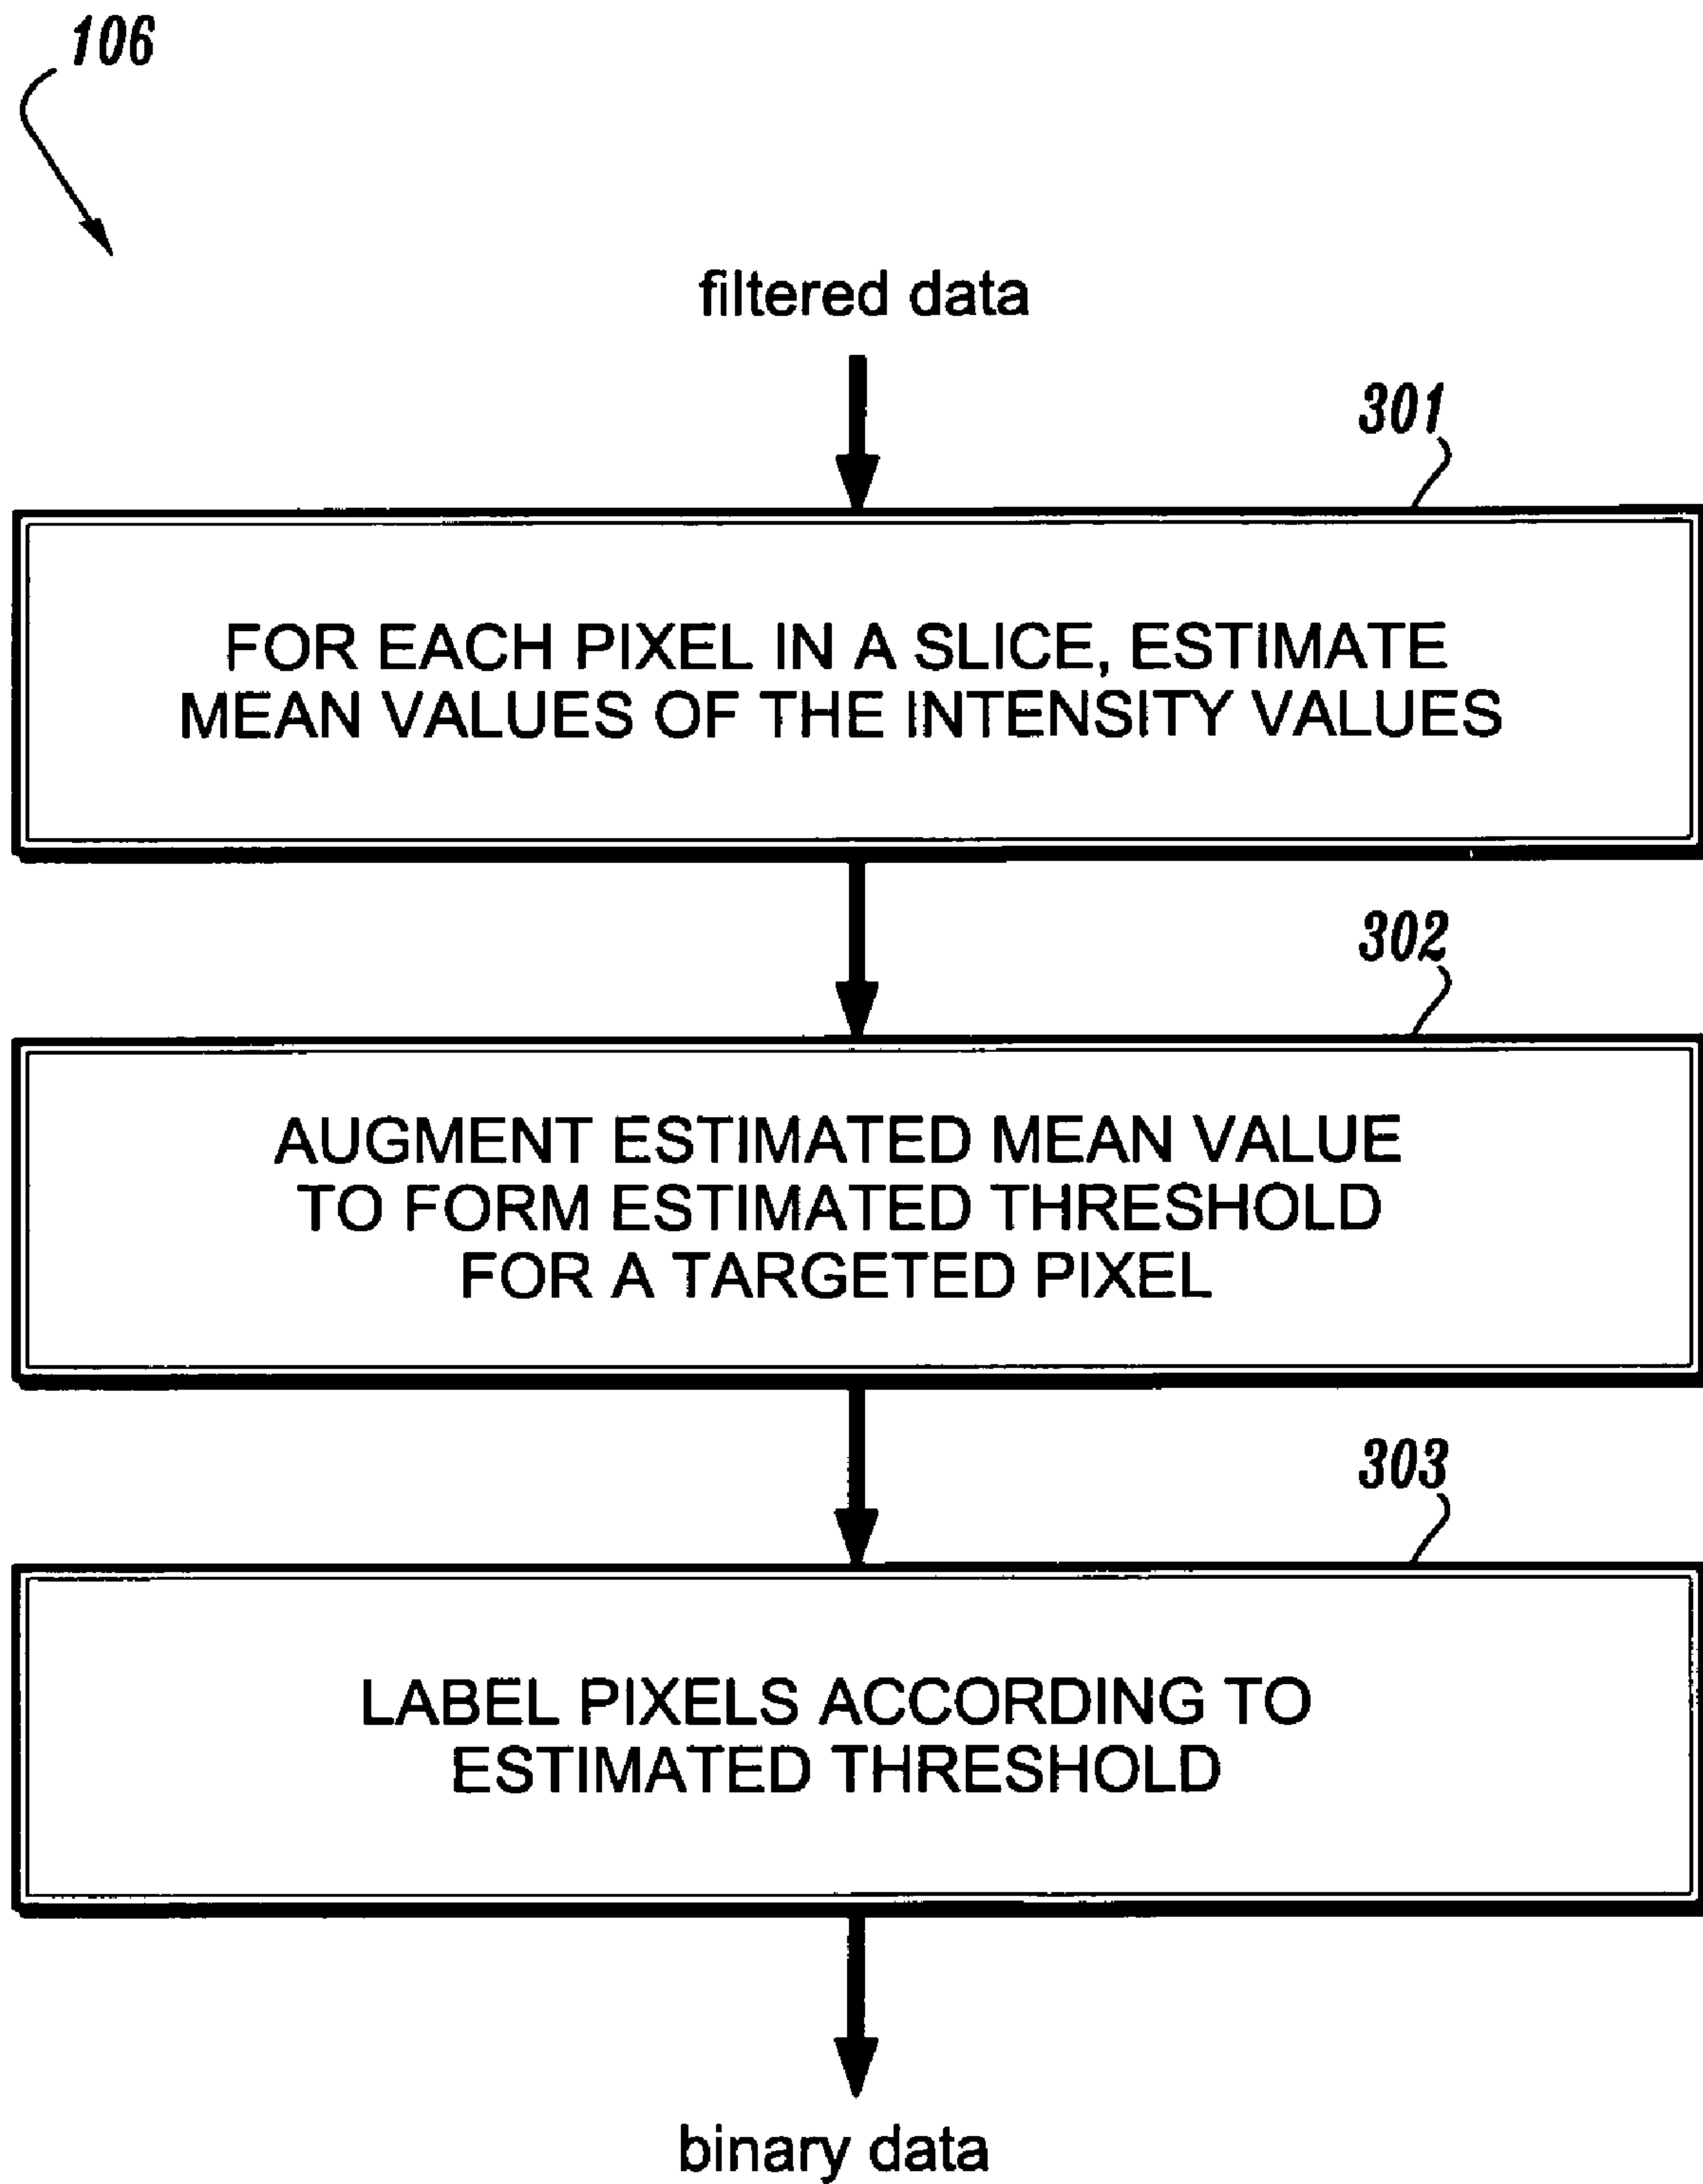 106
filtered data
301
FOR EACH PIXEL IN A SLICE, ESTIMATE
MEAN VALUES OF THE INTENSITY VALUES
302
AUGMENT ESTIMATED MEAN VALUE
TO FORM ESTIMATED THRESHOLD
FOR A TARGETED PIXEL
303
LABEL PIXELS ACCORDING TO
ESTIMATED THRESHOLD
binary data